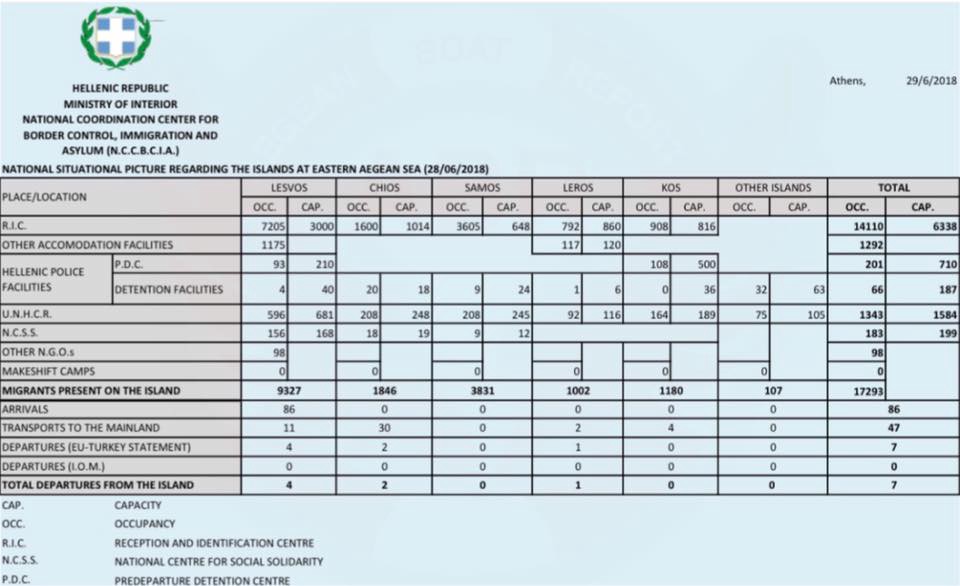 BOAT
AEGEAN REPORT
HELLENIC REPUBLIC
MINISTRY OF INTERIOR
NATIONAL COORDINATION CENTER FOR
BORDER CONTROL, IMMIGRATION AND
ASYLUM (N.C.C.B.C.I.A.)
Athens, 29/6/2018
NATIONAL SITUATIONAL PICTURE REGARDING THE ISLANDS AT EASTERN AEGEAN SEA (28/06/2018)
PLACE/LOCATION LESVOS CHIOS SAMOS LEROS KOS OTHER ISLANDS TOTAL
OCC. CAP. OCC. CAP. OCC. CAP. OCC. CAP. OCC. CAP. OCC. CAP. OCC. CAP.
R.I.C. 7205 3000 1600 1014 3605 648 792 860 908 816 14110 6338
OTHER ACCOMODATION FACILITIES 1175 117 120 1292
HELLENIC POLICE FACILITIES P.D.C. 93 210 108 500 201 710
DETENTION FACILITIES 4 40 20 18 9 24 1 6 0 36 32 63 66 187
U.N.H.C.R. 596 681 208 248 208 245 92 116 164 189 75 105 1343 1584
N.C.S.S. 156 168 18 19 9 12 183 199
OTHER N.G.O.s 98 98
MAKESHIFT CAMPS 0 0 0 0 0 0 0
MIGRANTS PRESENT ON THE ISLAND 9327 1846 3831 1002 1180 107 17293
ARRIVALS 86 0 0 0 0 0 86
TRANSPORTS TO THE MAINLAND 11 30 0 2 4 0 47
DEPARTURES (EU-TURKEY STATEMENT) 4 2 0 1 0 0 7
DEPARTURES (I.O.M.) 0 0 0 0 0 0 0
TOTAL DEPARTURES FROM THE ISLAND 4 2 0 1 0 0 7
CAP. CAPACITY
OCC. OCCUPANCY
R.I.C. RECEPTION AND IDENTIFICATION CENTRE
N.C.S.S. NATIONAL CENTRE FOR SOCIAL SOLIDARITY
P.D.C. PREDEPARTURE DETENTION CENTRE